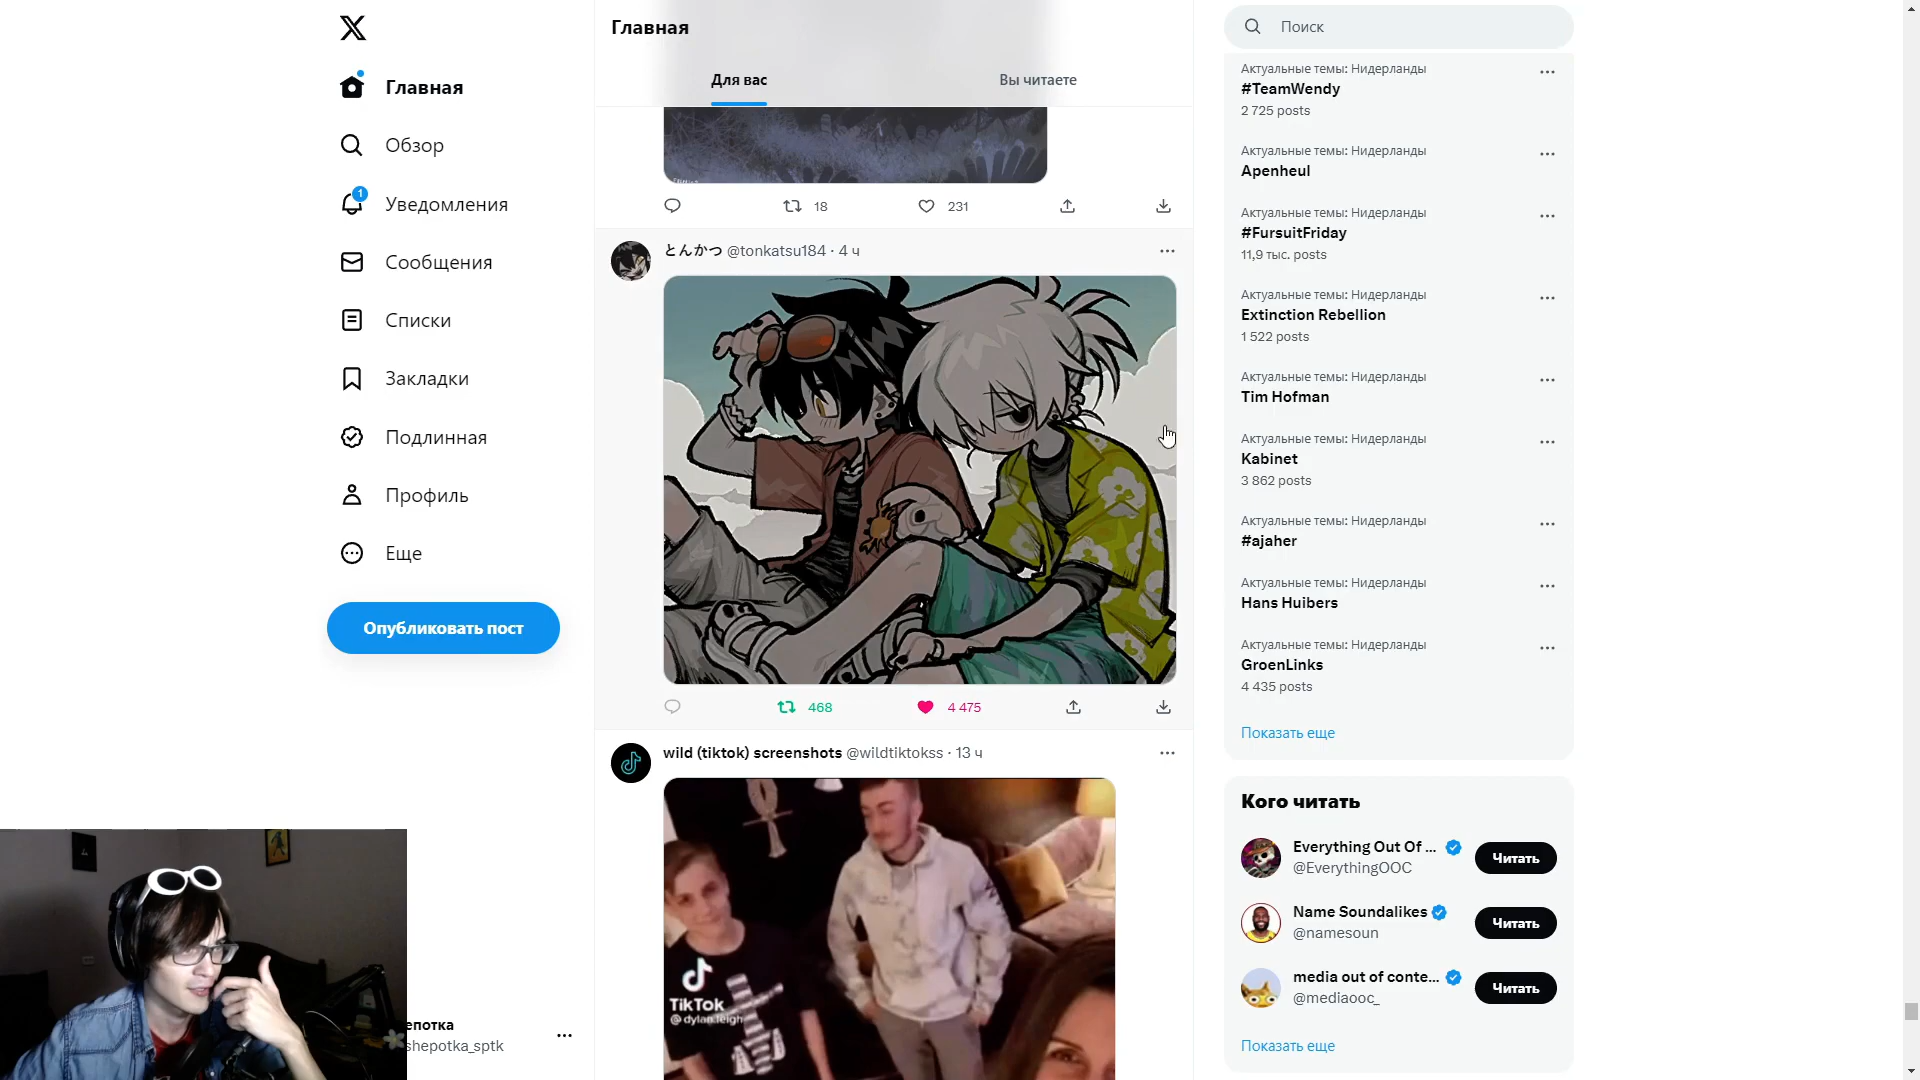 Главная
Обзор
1
Уведомления
Сообщения
Списки
Закладки
Подлинная
Профиль
Еще
Опубликовать пост
епотка
shepotka_sptk
Главная
Для вас
Вы читаете
18
231
とんかつ @tonkatsu184 · 4 ч
468
4 475
wild (tiktok) screenshots @wildtiktokss · 13 ч
TikTok
@dylan.leigh
Поиск
Актуальные темы: Нидерланды
#TeamWendy
2 725 posts
Актуальные темы: Нидерланды
Apenheul
Актуальные темы: Нидерланды
#FursuitFriday
11,9 тыс. posts
Актуальные темы: Нидерланды
Extinction Rebellion
1 522 posts
Актуальные темы: Нидерланды
Tim Hofman
Актуальные темы: Нидерланды
Kabinet
3 862 posts
Актуальные темы: Нидерланды
#ajaher
Актуальные темы: Нидерланды
Hans Huibers
Актуальные темы: Нидерланды
GroenLinks
4 435 posts
Показать еще
Кого читать
Everything Out Of ...
@EverythingOOC
Читать
Name Soundalikes
@namesoun
Читать
media out of conte...
@mediaooc_
Читать
Показать еще